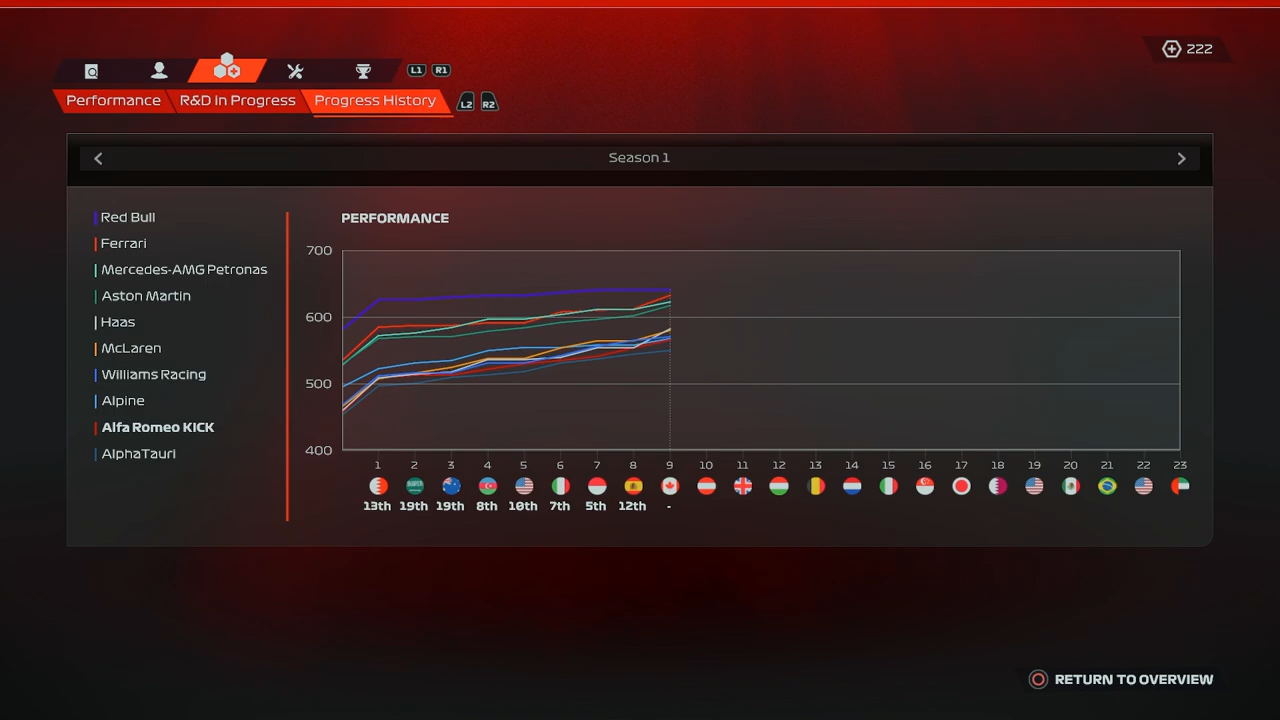 222
L1 R1
Performance R&D in Progress Progress History L2 R2
Season 1
Red Bull
Ferrari
Mercedes-AMG Petronas
Aston Martin
Haas
McLaren
Williams Racing
Alpine
Alfa Romeo KICK
AlphaTauri
PERFORMANCE
700
600
500
400
1 2 3 4 5 6 7 8 9 10 11 12 13 14 15 16 17 18 19 20 21 22 23
13th 19th 19th 8th 10th 7th 5th 12th -
RETURN TO OVERVIEW